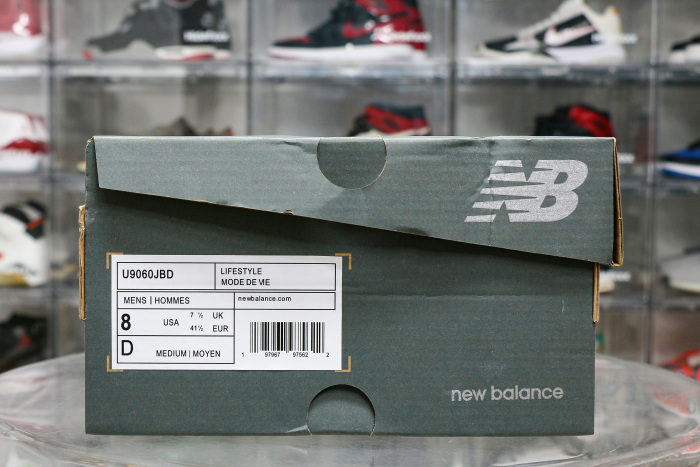 NB
U9060JBD
LIFESTYLE
MODE DE VIE
MENS | HOMMES
newbalance.com
8 USA 7 ½ UK
41½ EUR
D MEDIUM | MOYEN
1 97967 97562 2
new balance